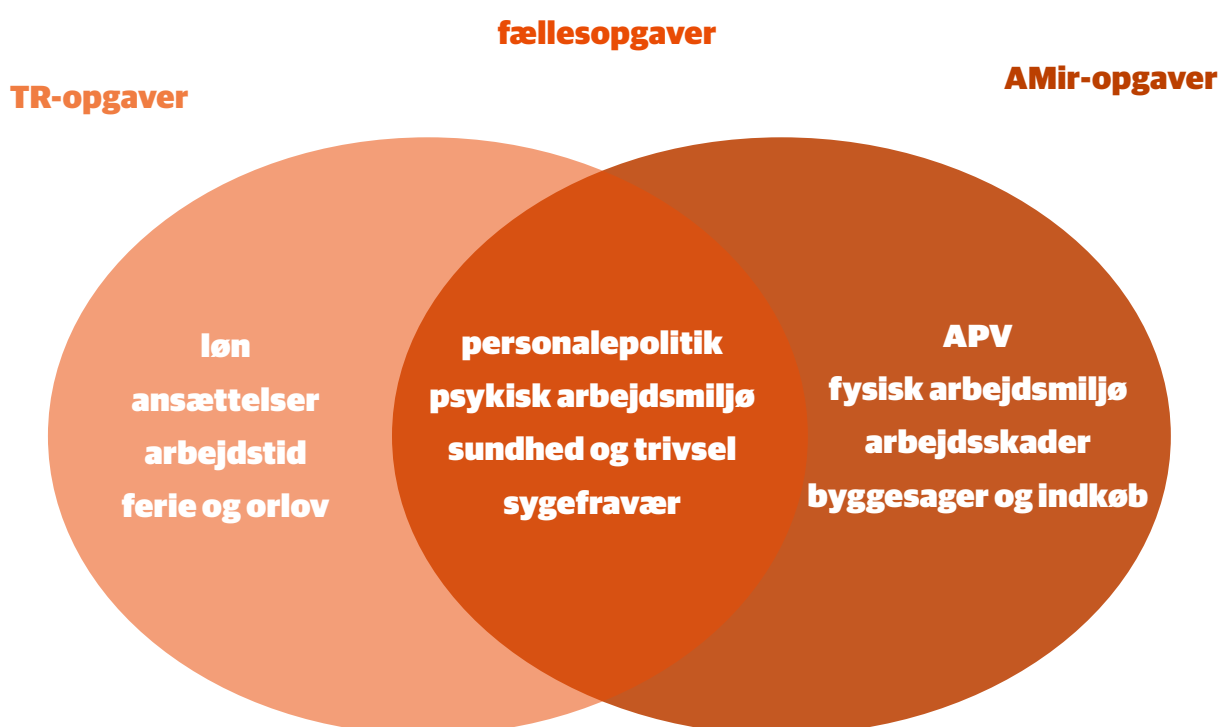 fællesopgaver
TR-opgaver
AMir-opgaver
løn
ansættelser
arbejdstid
ferie og orlov
personalepolitik
psykisk arbejdsmiljø
sundhed og trivsel
sygefravær
APV
fysisk arbejdsmiljø
arbejdsskader
byggesager og indkøb